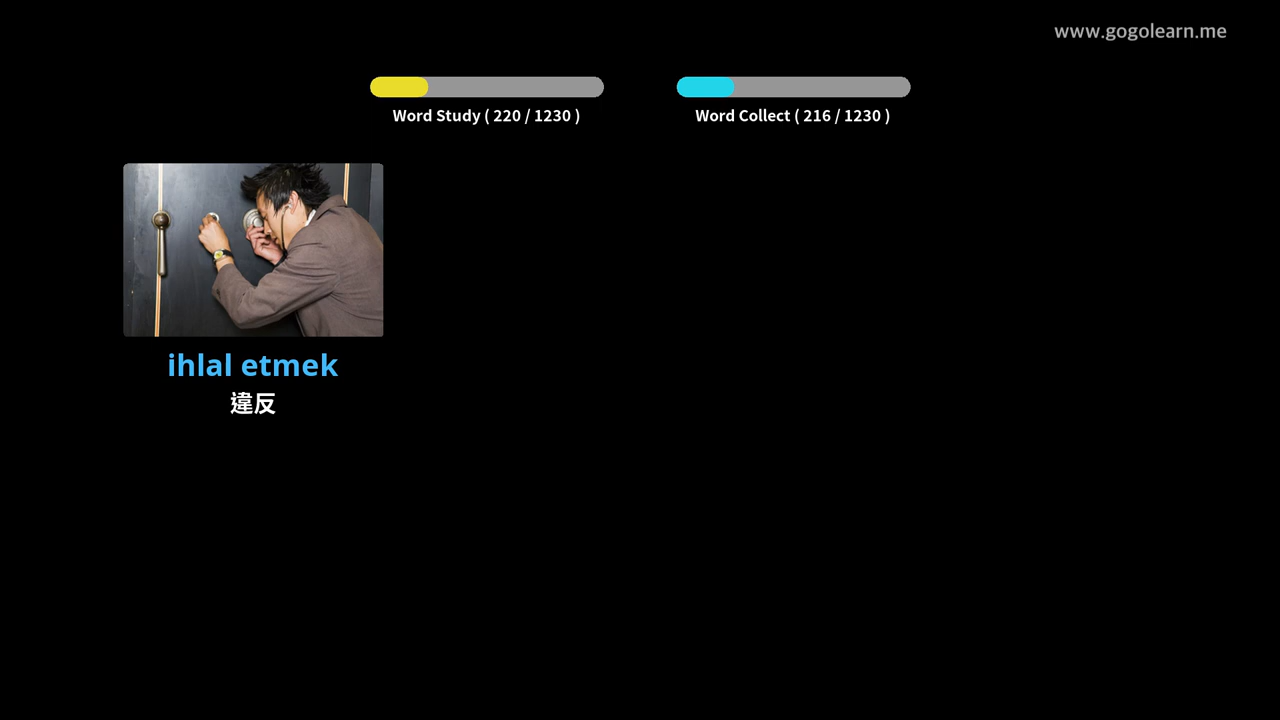 www.gogolearn.me
Word Study ( 220 / 1230 )
Word Collect ( 216 / 1230 )
ihlal etmek
違反